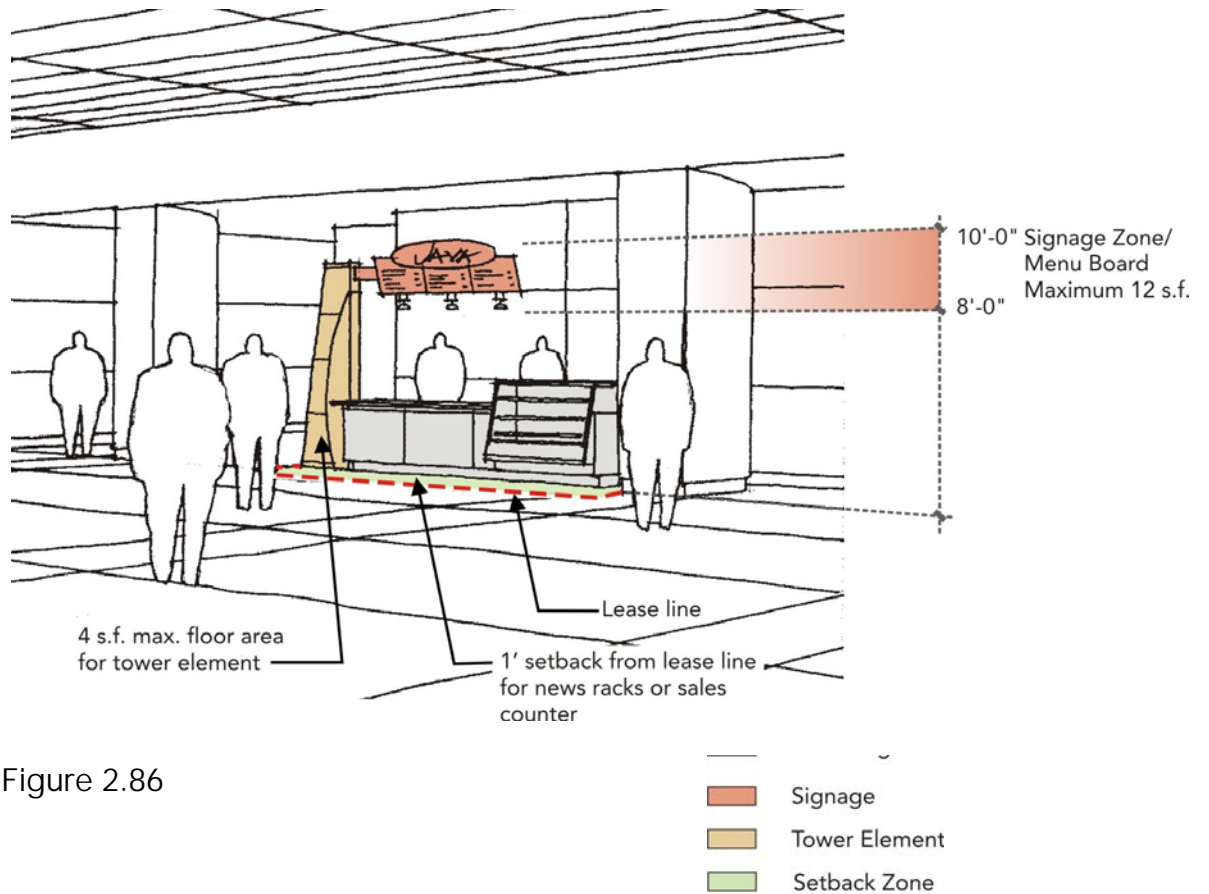 JAVA
10'-0" Signage Zone/
Menu Board
Maximum 12 s.f.
8'-0"
Lease line
4 s.f. max. floor area
for tower element
1' setback from lease line
for news racks or sales
counter
Figure 2.86
Signage
Tower Element
Setback Zone